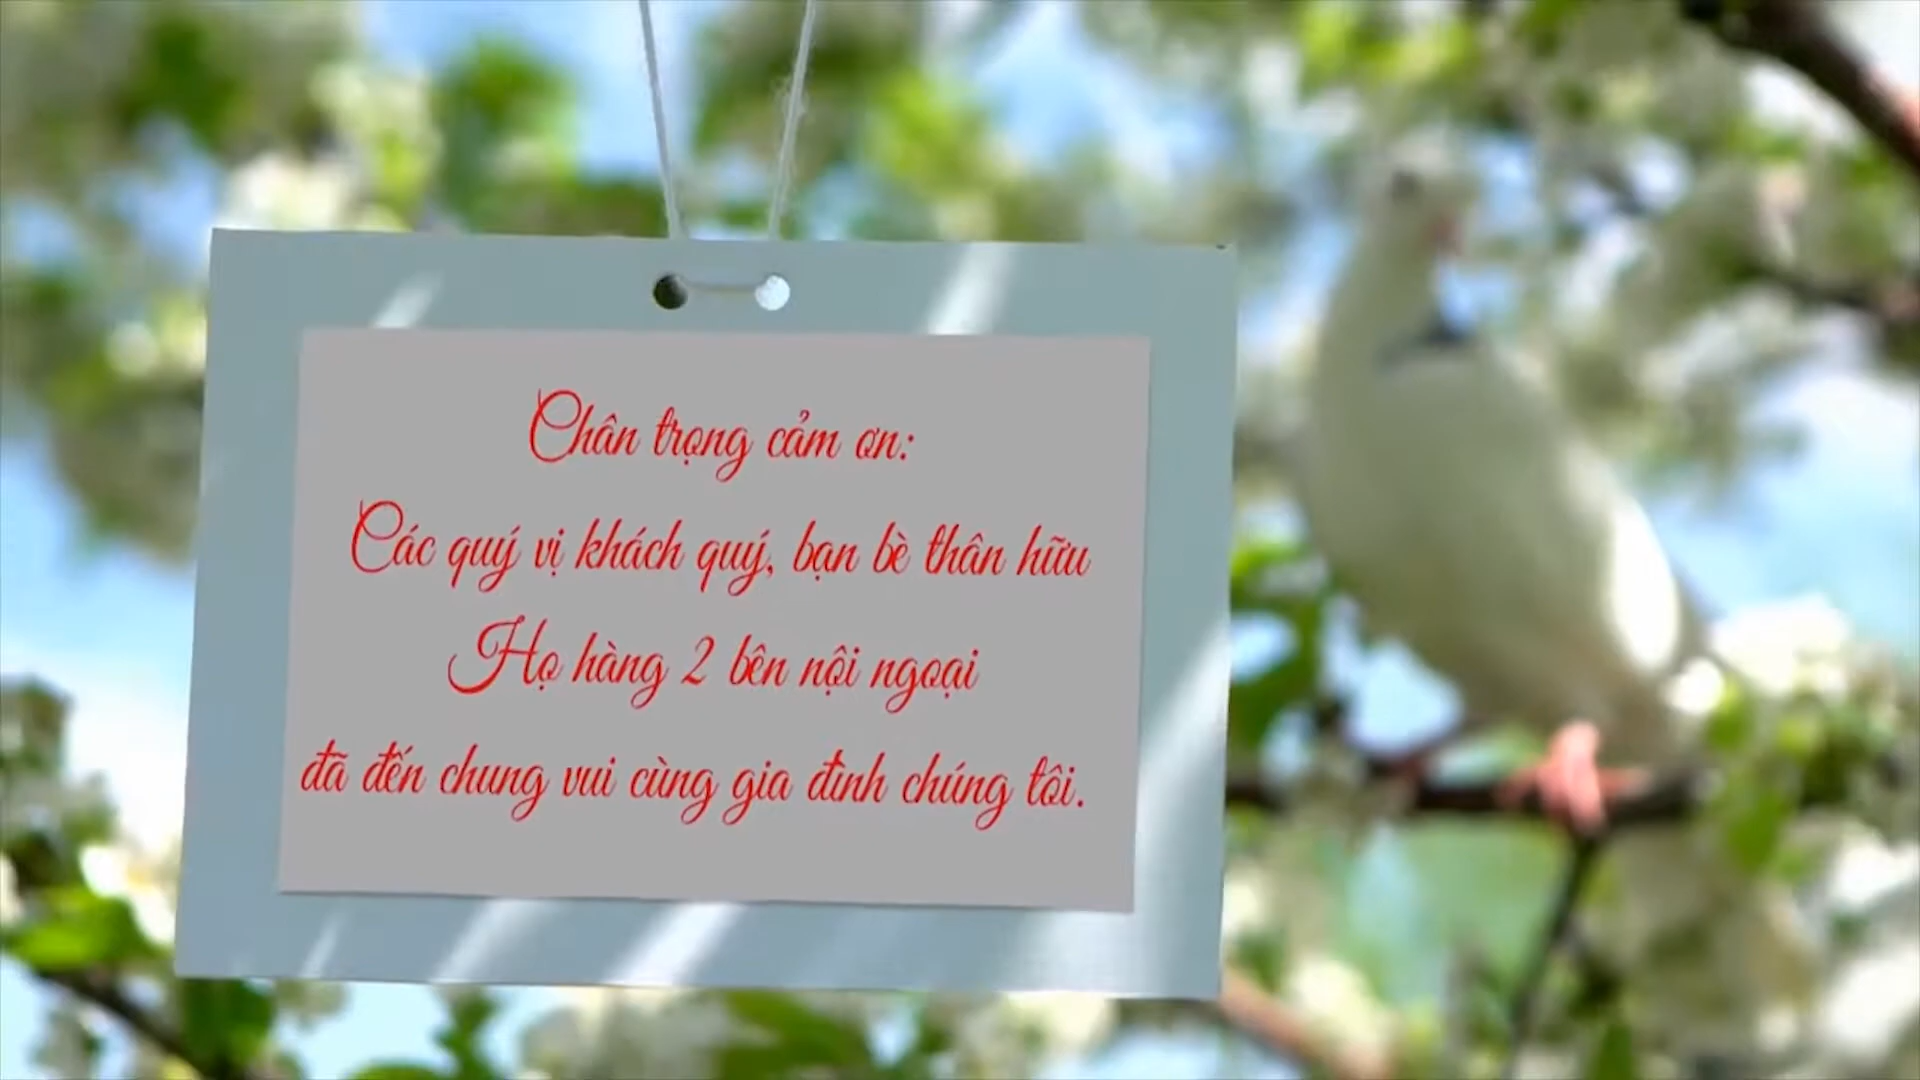 Chân trọng cảm ơn:
Các quý vị khách quý, bạn bè thân hữu
Họ hàng 2 bên nội ngoại
đã đến chung vui cùng gia đình chúng tôi.